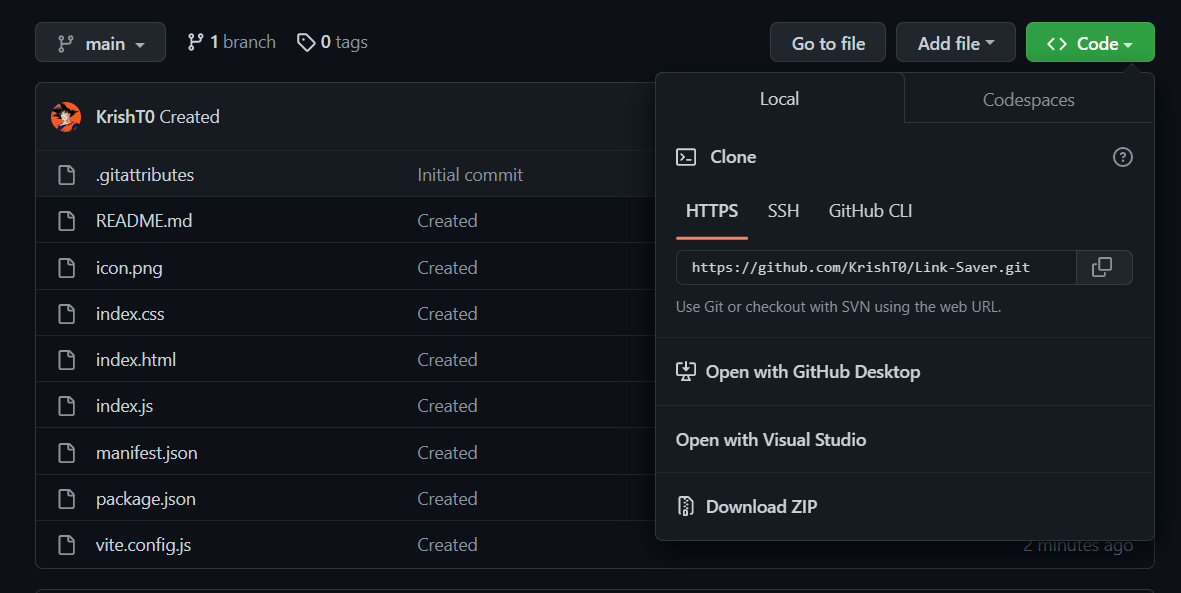 main 1 branch 0 tags Go to file Add file <> Code
Local Codespaces
KrishT0 Created
Clone
.gitattributes Initial commit
HTTPS SSH GitHub CLI
README.md Created
https://github.com/KrishT0/Link-Saver.git
icon.png Created
Use Git or checkout with SVN using the web URL.
index.css Created
index.html Created
Open with GitHub Desktop
index.js Created
Open with Visual Studio
manifest.json Created
package.json Created
Download ZIP
vite.config.js Created 2 minutes ago